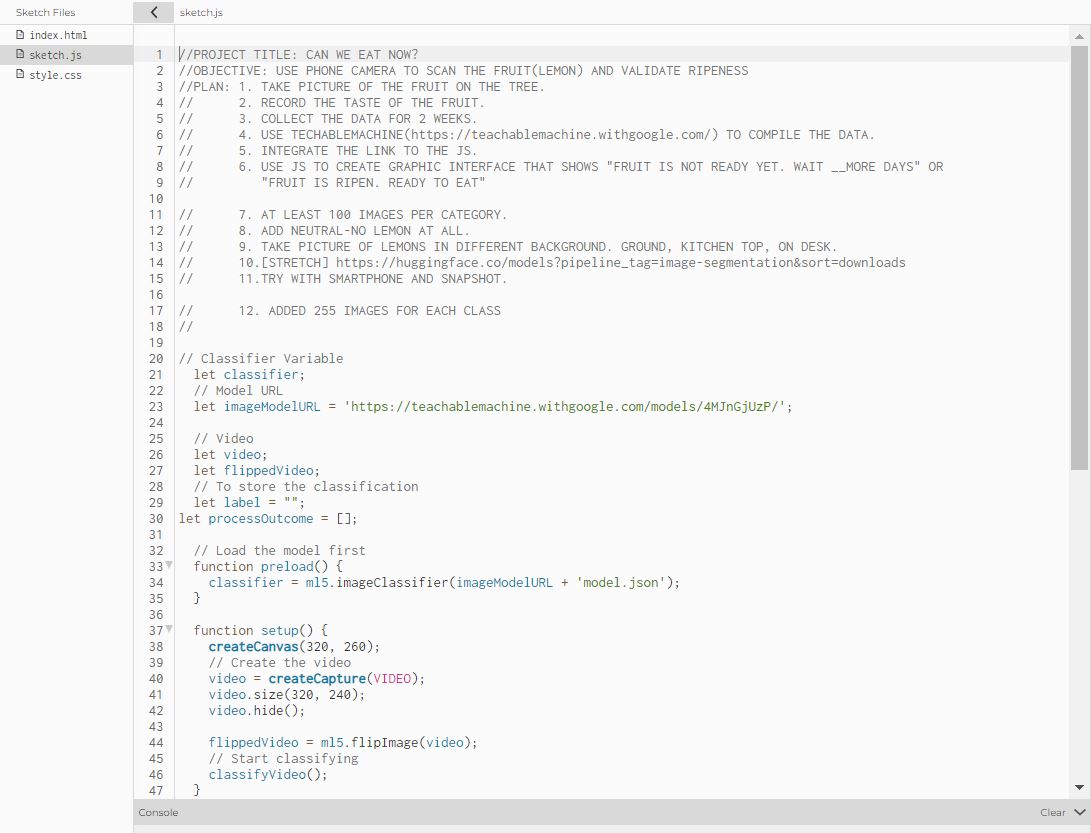 Sketch Files
sketch.js
index.html
sketch.js
style.css
1 //PROJECT TITLE: CAN WE EAT NOW?
2 //OBJECTIVE: USE PHONE CAMERA TO SCAN THE FRUIT(LEMON) AND VALIDATE RIPENESS
3 //PLAN: 1. TAKE PICTURE OF THE FRUIT ON THE TREE.
4 //      2. RECORD THE TASTE OF THE FRUIT.
5 //      3. COLLECT THE DATA FOR 2 WEEKS.
6 //      4. USE TECHABLEMACHINE(https://teachablemachine.withgoogle.com/) TO COMPILE THE DATA.
7 //      5. INTEGRATE THE LINK TO THE JS.
8 //      6. USE JS TO CREATE GRAPHIC INTERFACE THAT SHOWS "FRUIT IS NOT READY YET. WAIT __MORE DAYS" OR
9 //         "FRUIT IS RIPEN. READY TO EAT"
10
11 //      7. AT LEAST 100 IMAGES PER CATEGORY.
12 //      8. ADD NEUTRAL-NO LEMON AT ALL.
13 //      9. TAKE PICTURE OF LEMONS IN DIFFERENT BACKGROUND. GROUND, KITCHEN TOP, ON DESK.
14 //      10.[STRETCH] https://huggingface.co/models?pipeline_tag=image-segmentation&sort=downloads
15 //      11.TRY WITH SMARTPHONE AND SNAPSHOT.
16
17 //      12. ADDED 255 IMAGES FOR EACH CLASS
18 //
19
20 // Classifier Variable
21   let classifier;
22   // Model URL
23   let imageModelURL = 'https://teachablemachine.withgoogle.com/models/4MJnGjUzP/';
24
25   // Video
26   let video;
27   let flippedVideo;
28   // To store the classification
29   let label = "";
30 let processOutcome = [];
31
32   // Load the model first
33   function preload() {
34     classifier = ml5.imageClassifier(imageModelURL + 'model.json');
35   }
36
37   function setup() {
38     createCanvas(320, 260);
39     // Create the video
40     video = createCapture(VIDEO);
41     video.size(320, 240);
42     video.hide();
43
44     flippedVideo = ml5.flipImage(video);
45     // Start classifying
46     classifyVideo();
47   }
Console
Clear